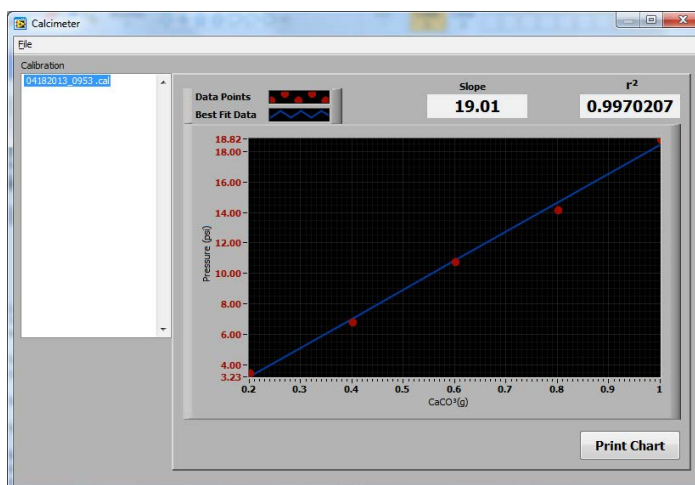 Calcimeter
File
Calibration
04182013_0953.cal
Data Points
Best Fit Data
Slope
19.01
r²
0.9970207
Pressure (psi)
18.82
18.00
16.00
14.00
12.00
10.00
8.00
6.00
4.00
3.23
0.2 0.3 0.4 0.5 0.6 0.7 0.8 0.9 1
CaCO³(g)
Print Chart